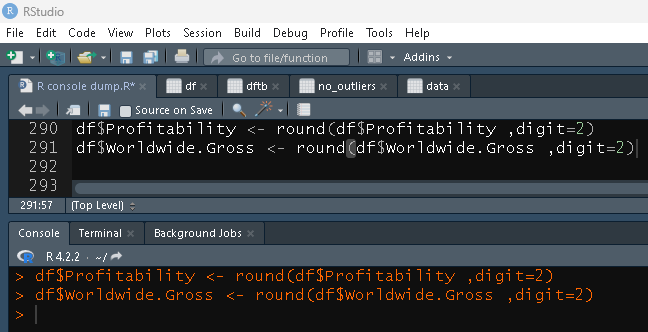 RStudio
File Edit Code View Plots Session Build Debug Profile Tools Help
Go to file/function Addins
R console dump.R* df dftb no_outliers data
Source on Save
290 df$Profitability <- round(df$Profitability ,digit=2)
291 df$Worldwide.Gross <- round(df$Worldwide.Gross ,digit=2)
292
293
291:57 (Top Level)
Console Terminal Background Jobs
R 4.2.2 · ~/
> df$Profitability <- round(df$Profitability ,digit=2)
> df$Worldwide.Gross <- round(df$Worldwide.Gross ,digit=2)
>